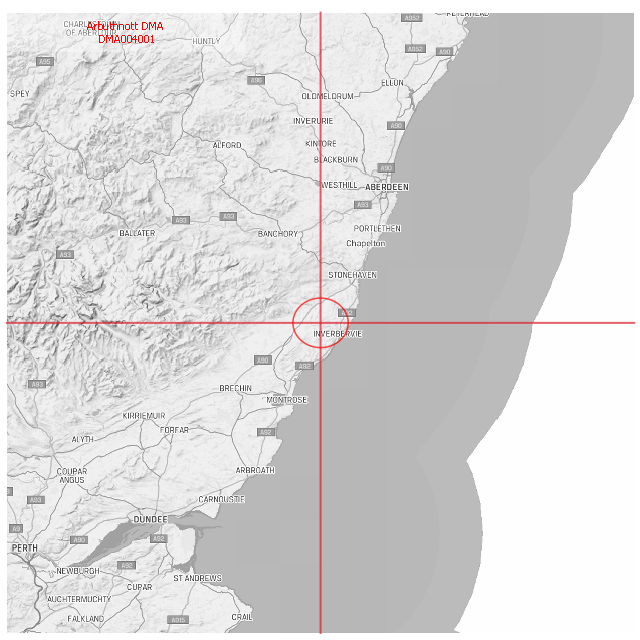 PETERHEAD
A952
CHARLES
OF ABERLOUR
Arbuthnott DMA
DMA004001
HUNTLY
A952
A90
A95
A96
ELLON
SPEY
OLDMELDRUM
INVERURIE
A90
KINTORE
ALFORD
BLACKBURN
A90
WESTHILL
ABERDEEN
A93
A93
A93
PORTLETHEN
BALLATER
BANCHORY
Chapelton
A93
STONEHAVEN
INVERBERVIE
A90
A92
A93
BRECHIN
MONTROSE
KIRRIEMUIR
FORFAR
A92
ALYTH
COUPAR
ANGUS
ARBROATH
A93
CARNOUSTIE
DUNDEE
A9
A90
A92
PERTH
A92
NEWBURGH
ST ANDREWS
CUPAR
AUCHTERMUCHTY
FALKLAND
A915
CRAIL